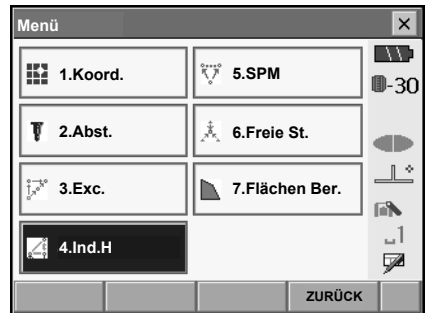 Menü
1.Koord.
2.Abst.
3.Exc.
4.Ind.H
5.SPM
6.Freie St.
7.Flächen Ber.
-30
1
ZURÜCK